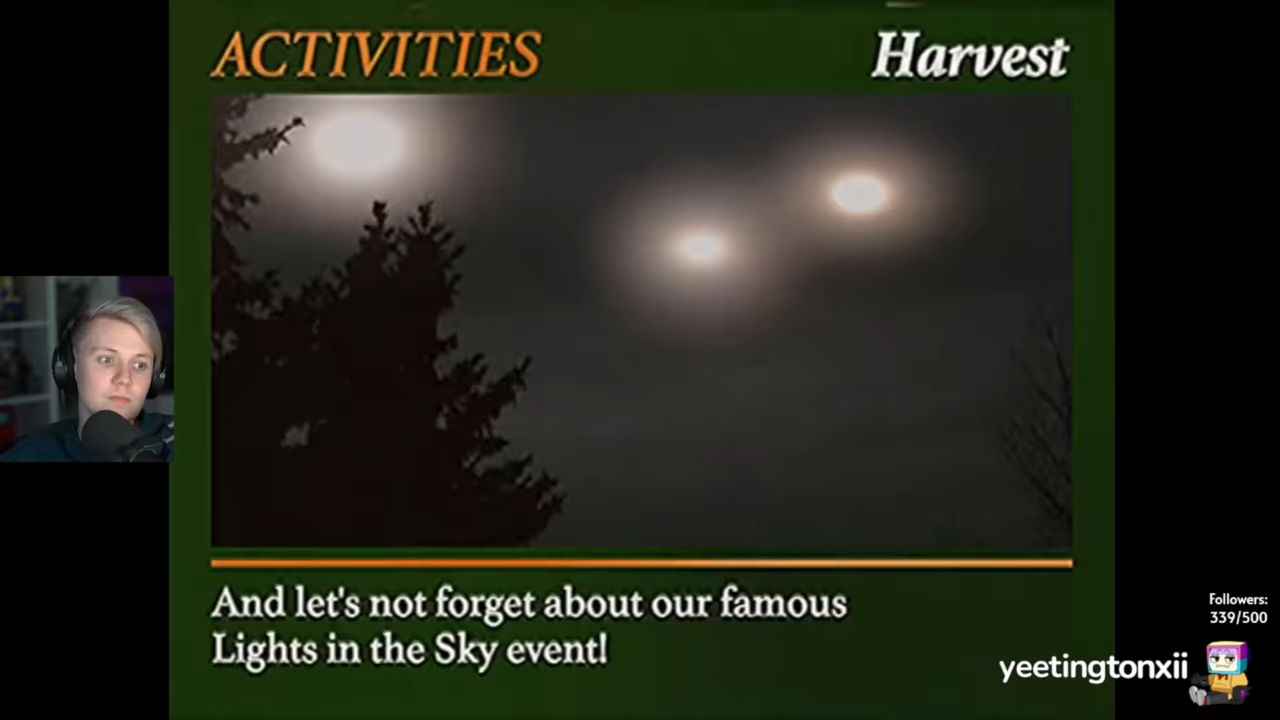 ACTIVITIES
Harvest
And let's not forget about our famous
Lights in the Sky event!
Followers:
339/500
yeetingtonxii